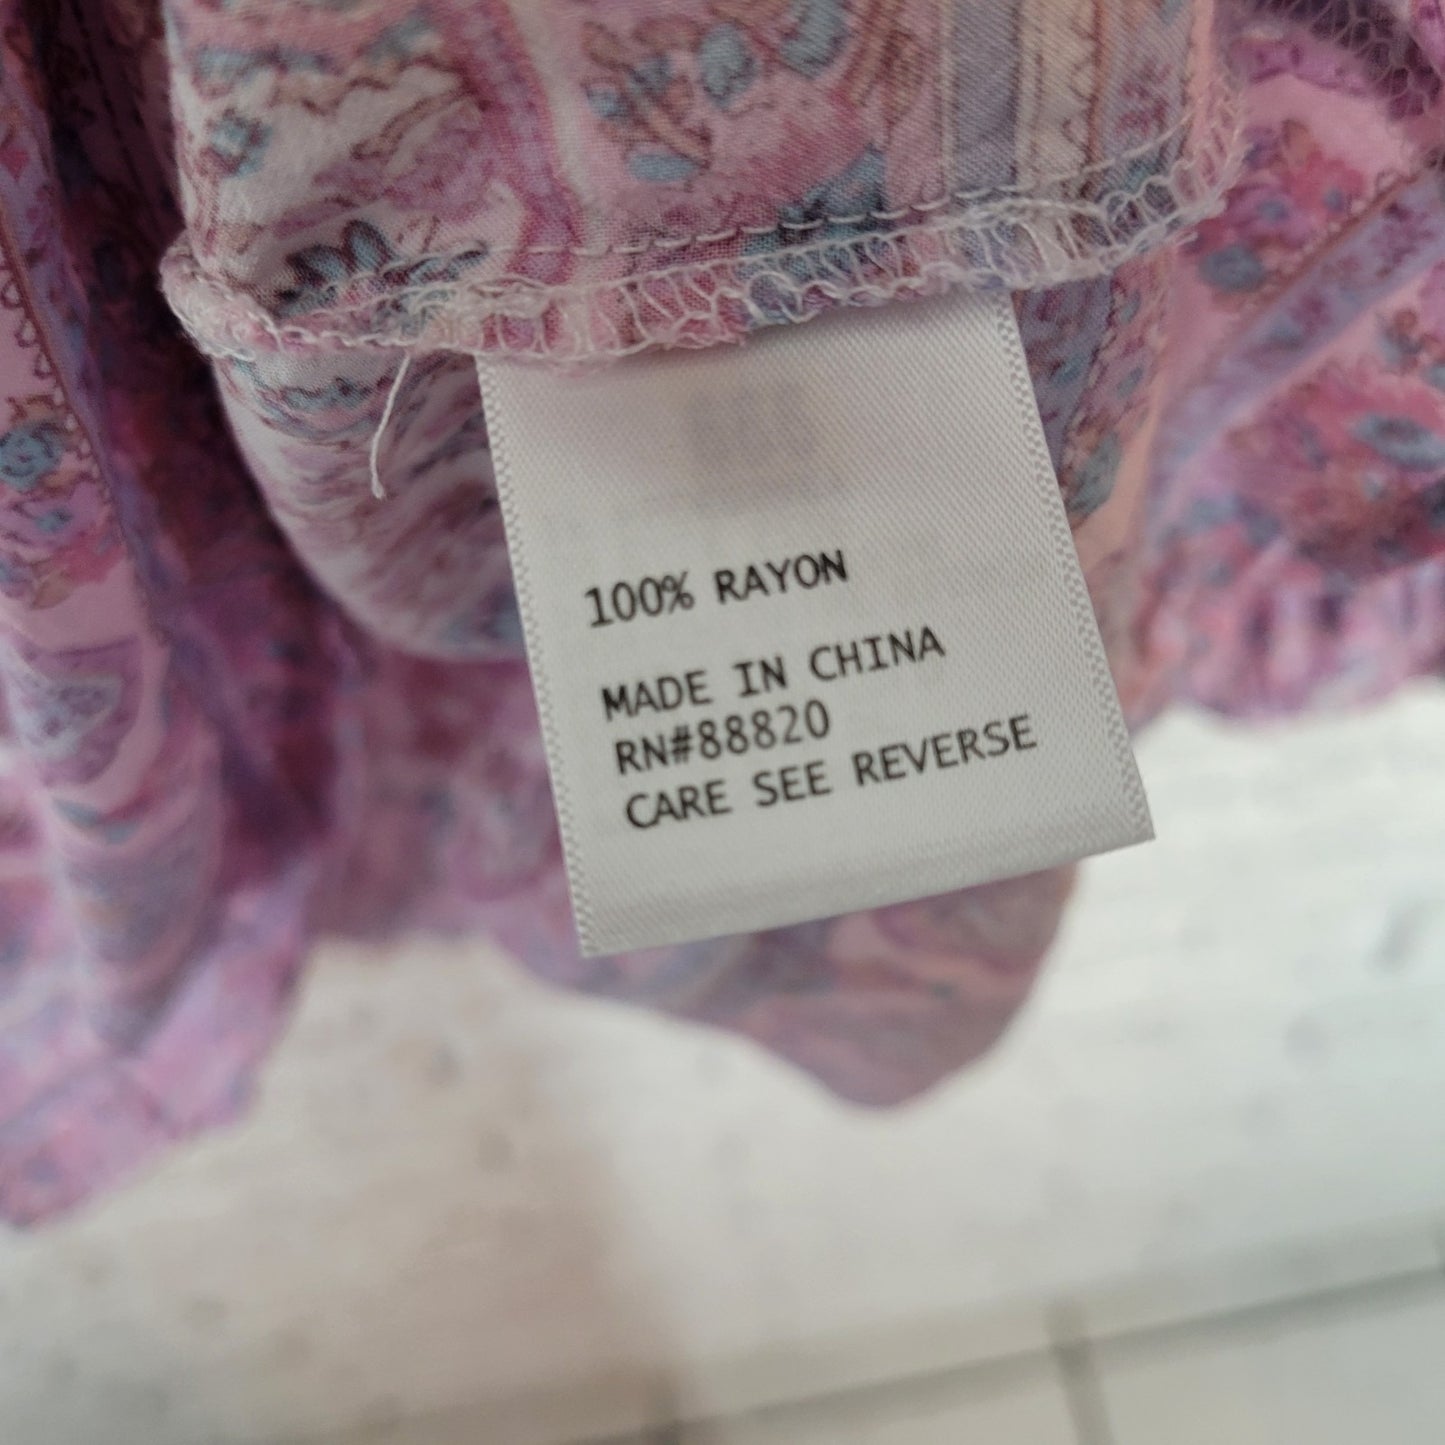 100% RAYON
MADE IN CHINA
RN#88820
CARE SEE REVERSE